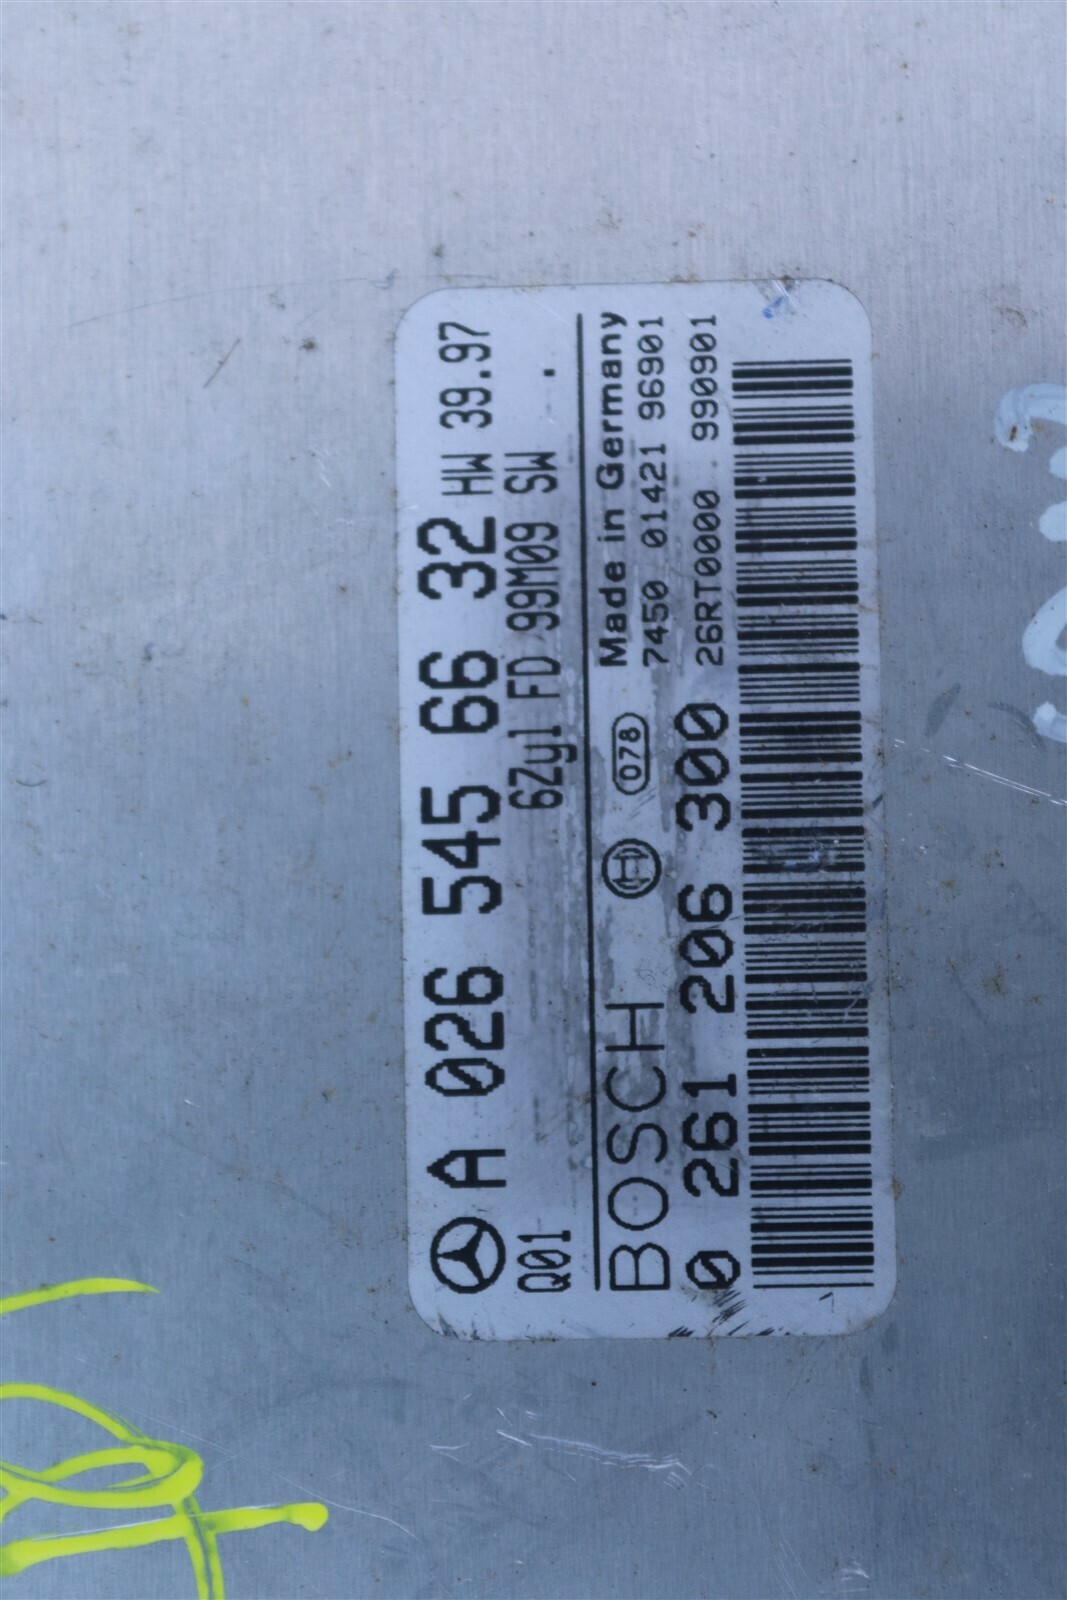 A 026 545 66 32 HW 39.97
Q01 6Zyl FD 99M09 SW .
BOSCH 078 Made in Germany
7450 01421 96901
0 261 206 300 26RT0000 990901